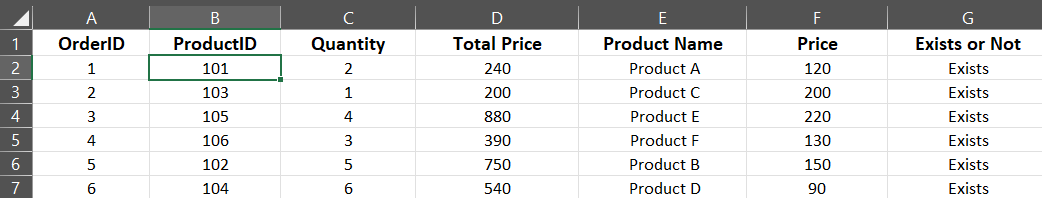 A B C D E F G
1 OrderID ProductID Quantity Total Price Product Name Price Exists or Not
2 1 101 2 240 Product A 120 Exists
3 2 103 1 200 Product C 200 Exists
4 3 105 4 880 Product E 220 Exists
5 4 106 3 390 Product F 130 Exists
6 5 102 5 750 Product B 150 Exists
7 6 104 6 540 Product D 90 Exists